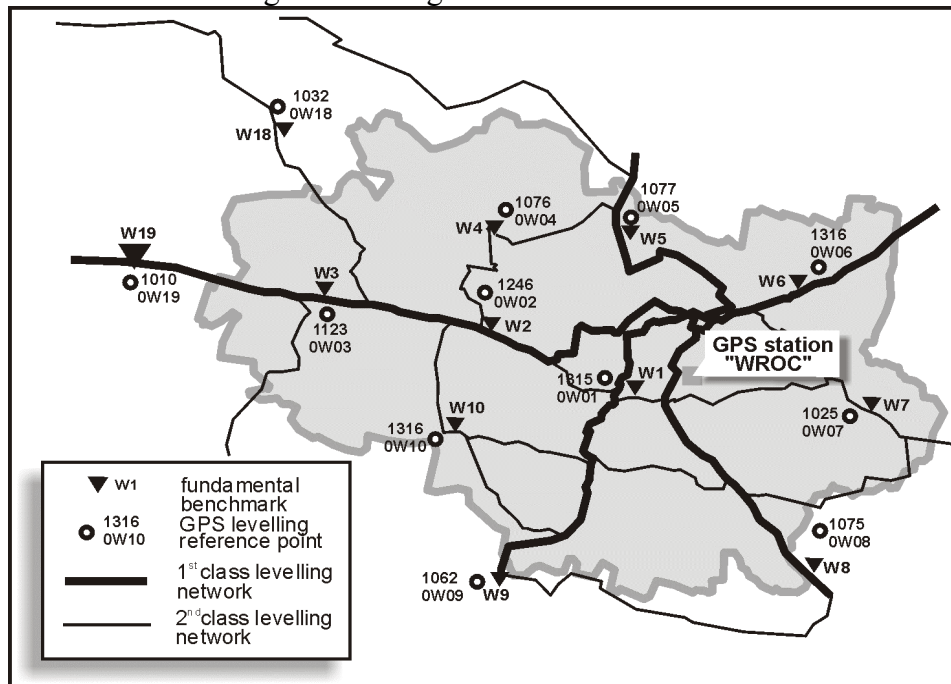 1032
0W18
W18
1076
0W04
W4
1077
0W05
W5
1316
0W06
W6
W19
1010
0W19
W3
1123
0W03
1246
0W02
W2
GPS station
"WROC"
1315
0W01
W1
W7
1025
0W07
W10
1316
0W10
1075
0W08
W8
1062
0W09
W9
W1 fundamental
benchmark
1316
0W10
GPS levelling
reference point
1st class levelling
network
2nd class levelling
network